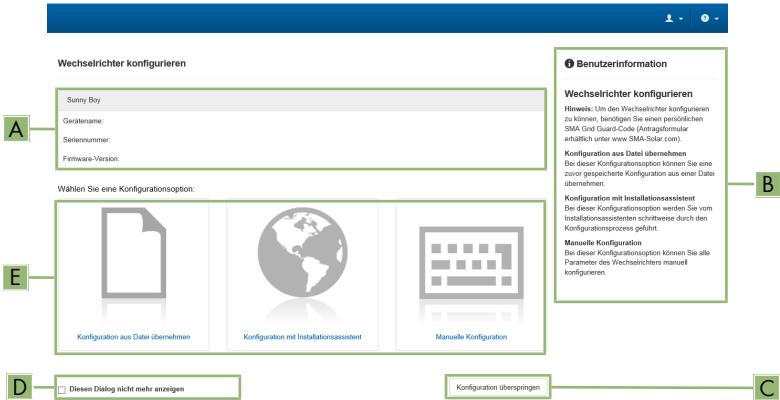 Wechselrichter konfigurieren
Sunny Boy
Gerätename:
Seriennummer:
Firmware-Version:
Wählen Sie eine Konfigurationsoption:
Konfiguration aus Datei übernehmen
Konfiguration mit Installationsassistent
Manuelle Konfiguration
Diesen Dialog nicht mehr anzeigen
Konfiguration überspringen
Benutzerinformation
Wechselrichter konfigurieren
Hinweis: Um den Wechselrichter konfigurieren
zu können, benötigen Sie einen persönlichen
SMA Grid Guard-Code (Antragsformular
erhältlich unter www.SMA-Solar.com).
Konfiguration aus Datei übernehmen
Bei dieser Konfigurationsoption können Sie eine
zuvor gespeicherte Konfiguration aus einer Datei
übernehmen.
Konfiguration mit Installationsassistent
Bei dieser Konfigurationsoption werden Sie vom
Installationsassistenten schrittweise durch den
Konfigurationsprozess geführt.
Manuelle Konfiguration
Bei dieser Konfigurationsoption können Sie alle
Parameter des Wechselrichters manuell
konfigurieren.
A
B
C
D
E